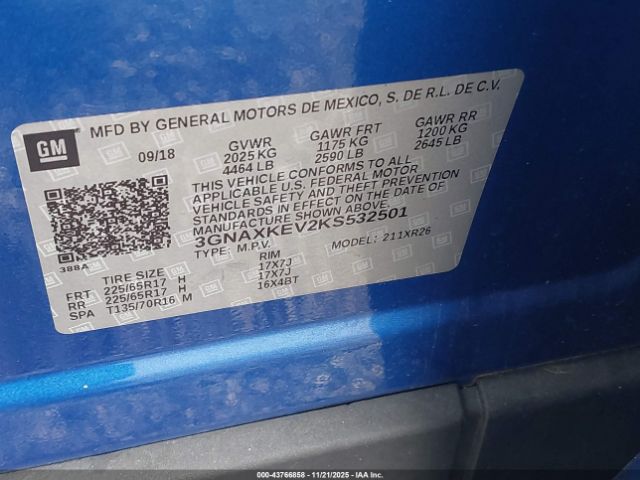 GM
MFD BY GENERAL MOTORS DE MEXICO, S. DE R.L. DE C.V.
09/18
GVWR GAWR FRT GAWR RR
2025 KG 1175 KG 1200 KG
4464 LB 2590 LB 2645 LB
THIS VEHICLE CONFORMS TO ALL
APPLICABLE U.S. FEDERAL MOTOR
VEHICLE SAFETY AND THEFT PREVENTION
STANDARDS IN EFFECT ON THE DATE OF
MANUFACTURE SHOWN ABOVE.
3GNAXKEV2KS532501
TYPE: M.P.V. MODEL: 211XR26
388A
TIRE SIZE RIM
FRT 225/65R17 H 17X7J
RR 225/65R17 H 17X7J
SPA T135/70R16 M 16X4BT
000-43766858 - 11/21/2025 - IAAI.COM